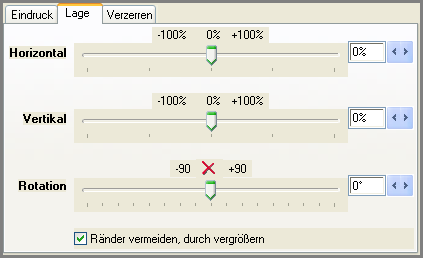 Eindruck Lage Verzerren
-100% 0% +100%
Horizontal 0%
-100% 0% +100%
Vertikal 0%
-90 +90
Rotation 0°
Ränder vermeiden, durch vergrößern